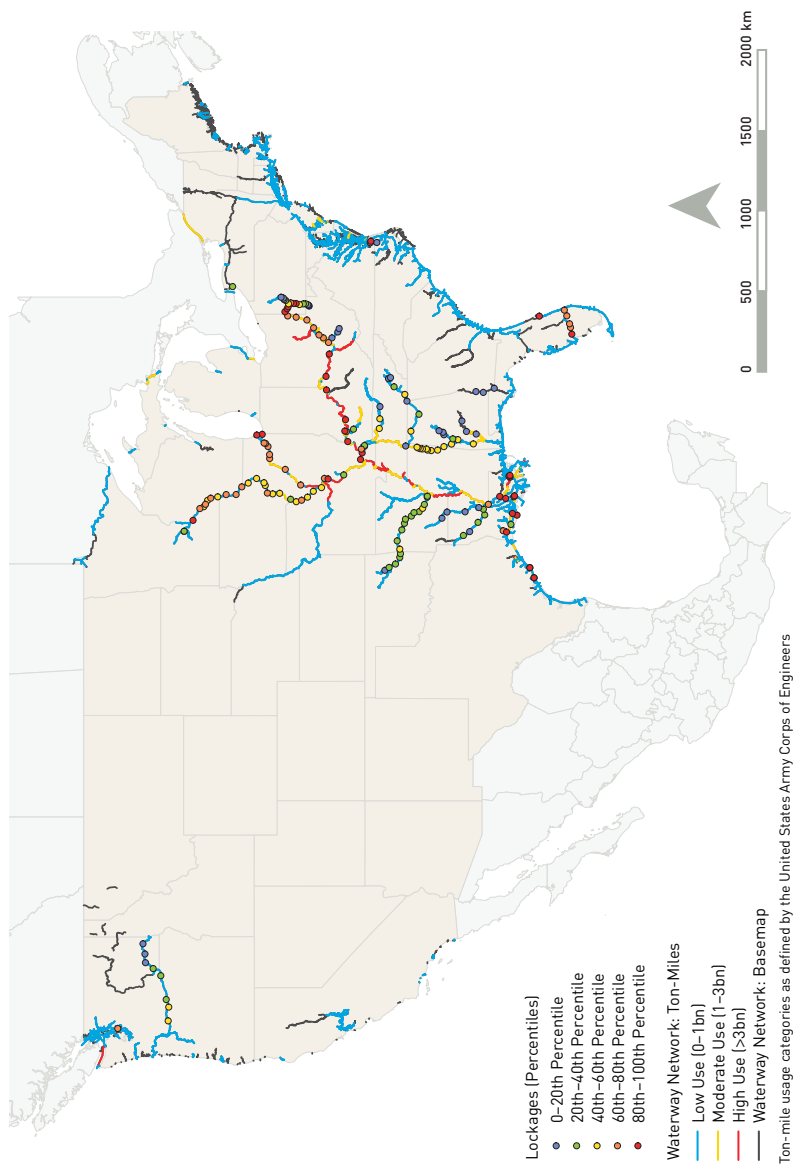 Lockages (Percentiles)
0–20th Percentile
20th–40th Percentile
40th–60th Percentile
60th–80th Percentile
80th–100th Percentile
Waterway Network: Ton-Miles
Low Use (0–1bn)
Moderate Use (1–3bn)
High Use (>3bn)
Waterway Network: Basemap
Ton-mile usage categories as defined by the United States Army Corps of Engineers
0 500 1000 1500 2000 km